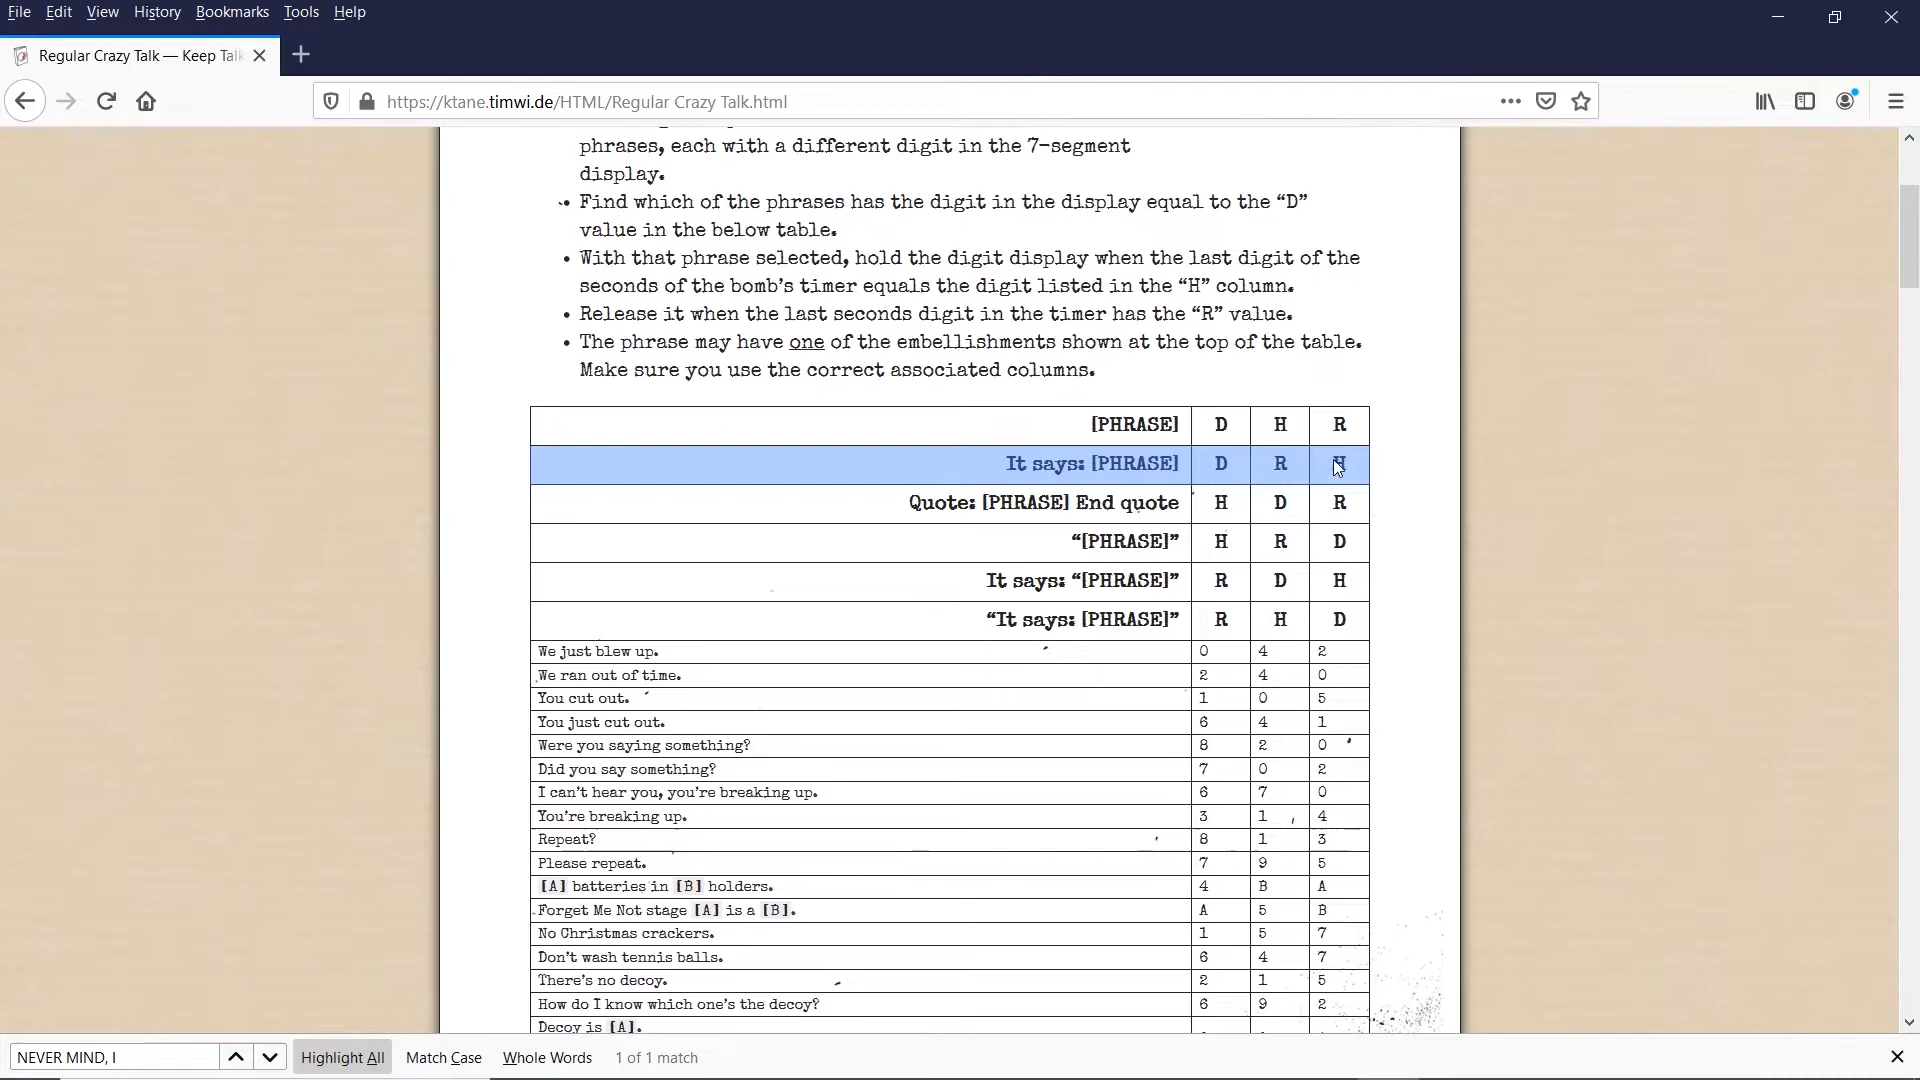 File Edit View History Bookmarks Tools Help
Regular Crazy Talk — Keep Talk
https://ktane.timwi.de/HTML/Regular Crazy Talk.html
phrases, each with a different digit in the 7-segment
display.
• Find which of the phrases has the digit in the display equal to the “D”
value in the below table.
• With that phrase selected, hold the digit display when the last digit of the
seconds of the bomb’s timer equals the digit listed in the “H” column.
• Release it when the last seconds digit in the timer has the “R” value.
• The phrase may have one of the embellishments shown at the top of the table.
Make sure you use the correct associated columns.
[PHRASE] D H R
It says: [PHRASE] D R H
Quote: [PHRASE] End quote H D R
“[PHRASE]” H R D
It says: “[PHRASE]” R D H
“It says: [PHRASE]” R H D
We just blew up. 0 4 2
We ran out of time. 2 4 0
You cut out. 1 0 5
You just cut out. 6 4 1
Were you saying something? 8 2 0
Did you say something? 7 0 2
I can’t hear you, you’re breaking up. 6 7 0
You’re breaking up. 3 1 4
Repeat? 8 1 3
Please repeat. 7 9 5
[A] batteries in [B] holders. 4 B A
Forget Me Not stage [A] is a [B]. A 5 B
No Christmas crackers. 1 5 7
Don’t wash tennis balls. 6 4 7
There’s no decoy. 2 1 5
How do I know which one’s the decoy? 6 9 2
Decoy is [A].
NEVER MIND, I Highlight All Match Case Whole Words 1 of 1 match